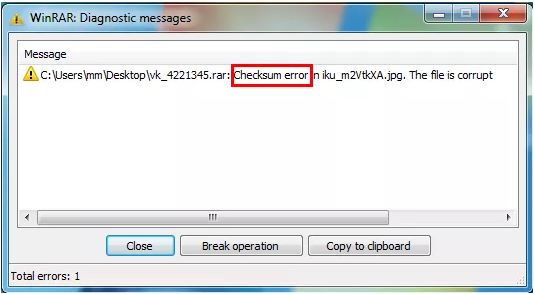 WinRAR: Diagnostic messages
Message
C:\Users\mm\Desktop\vk_4221345.rar: Checksum error in iku_m2VtkXA.jpg. The file is corrupt
Close
Break operation
Copy to clipboard
Total errors: 1